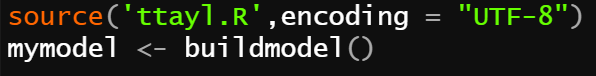 source('ttayl.R',encoding = "UTF-8")
mymodel <- buildmodel()